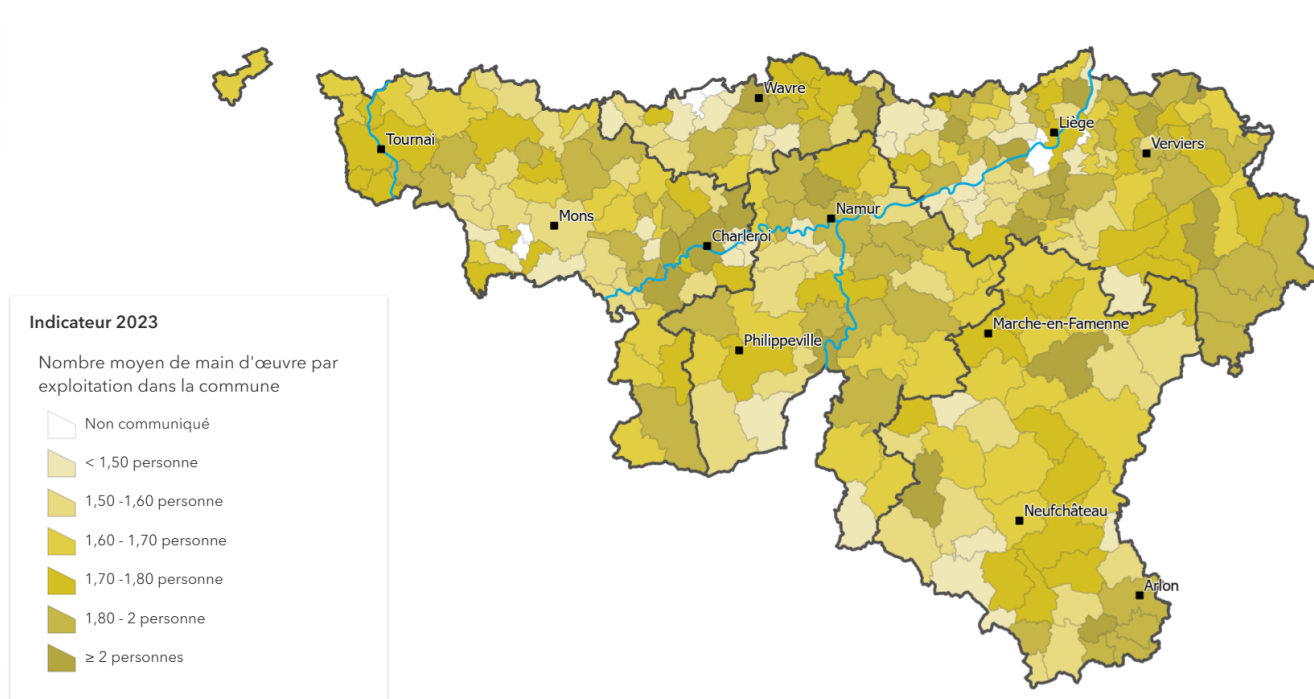 Wavre
Liège
Tournai
Verviers
Namur
Mons
Charleroi
Indicateur 2023
Marche-en-Famenne
Philippeville
Nombre moyen de main d'œuvre par
exploitation dans la commune
Non communiqué
< 1,50 personne
1,50 -1,60 personne
1,60 - 1,70 personne
1,70 -1,80 personne
1,80 - 2 personne
≥ 2 personnes
Neufchâteau
Arlon